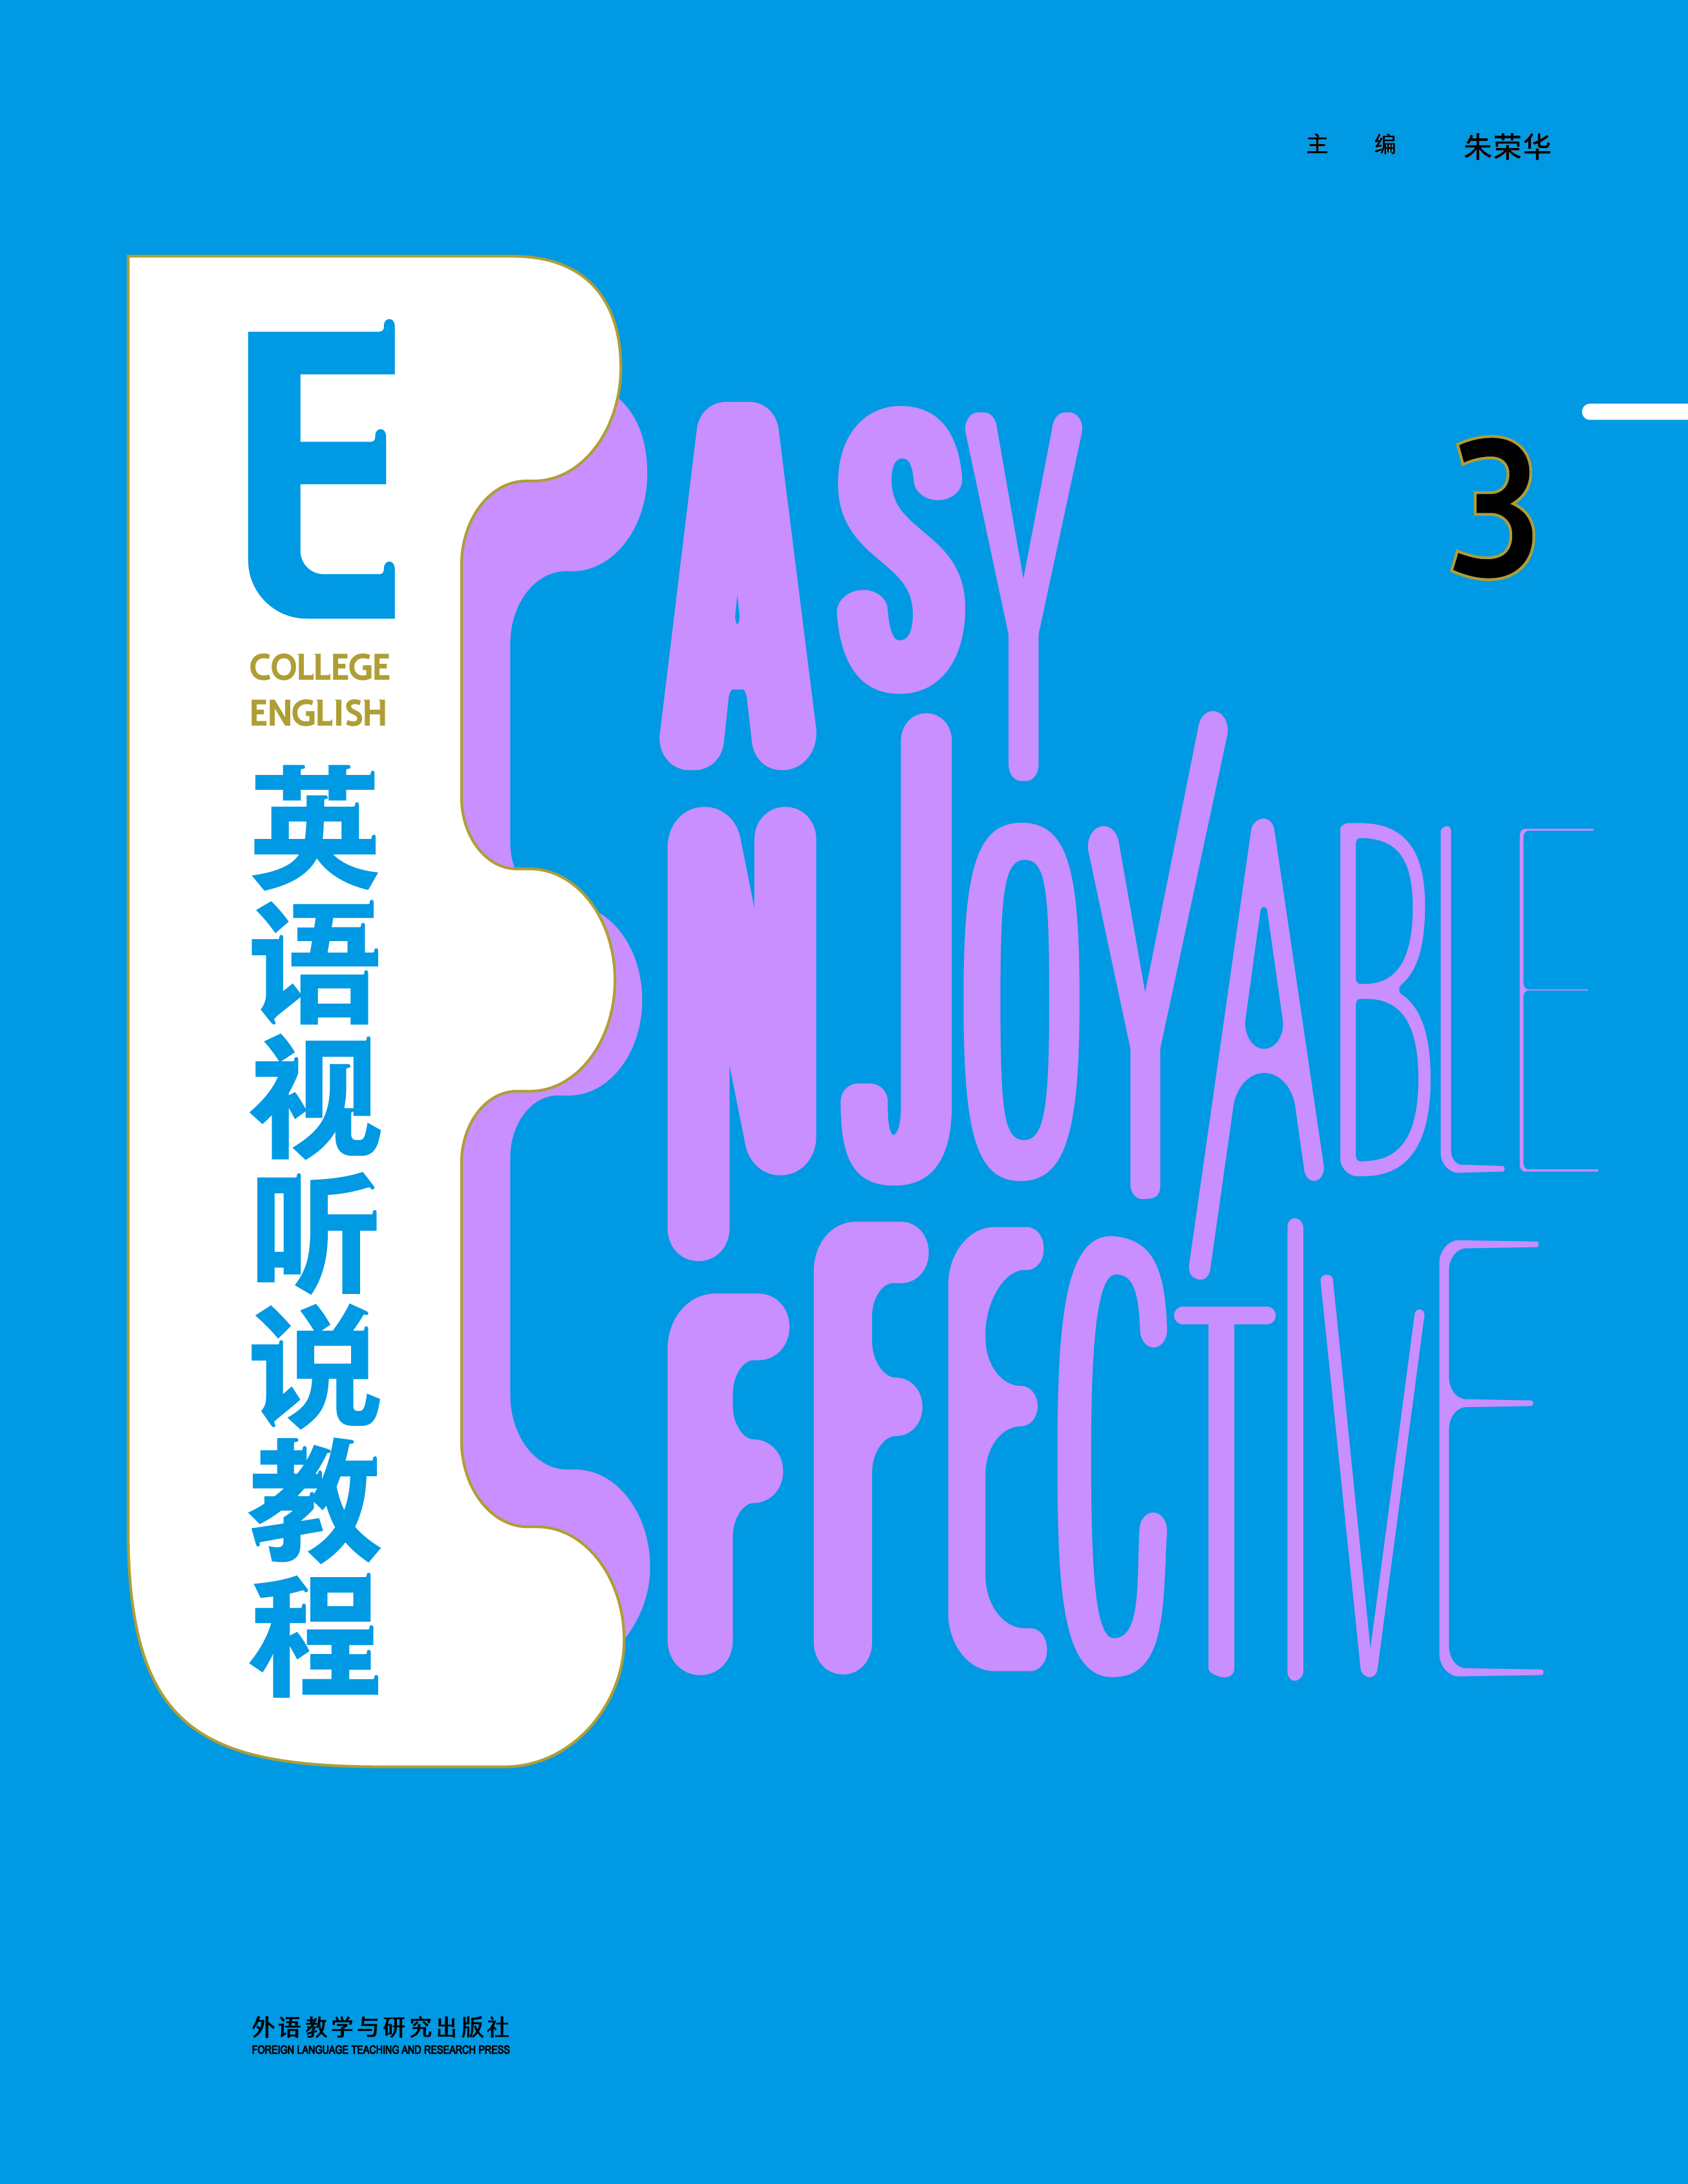 主 编 朱荣华
E
COLLEGE
ENGLISH
英语视听说教程
EASY
ENJOYABLE
EFFECTIVE
3
外语教学与研究出版社
FOREIGN LANGUAGE TEACHING AND RESEARCH PRESS